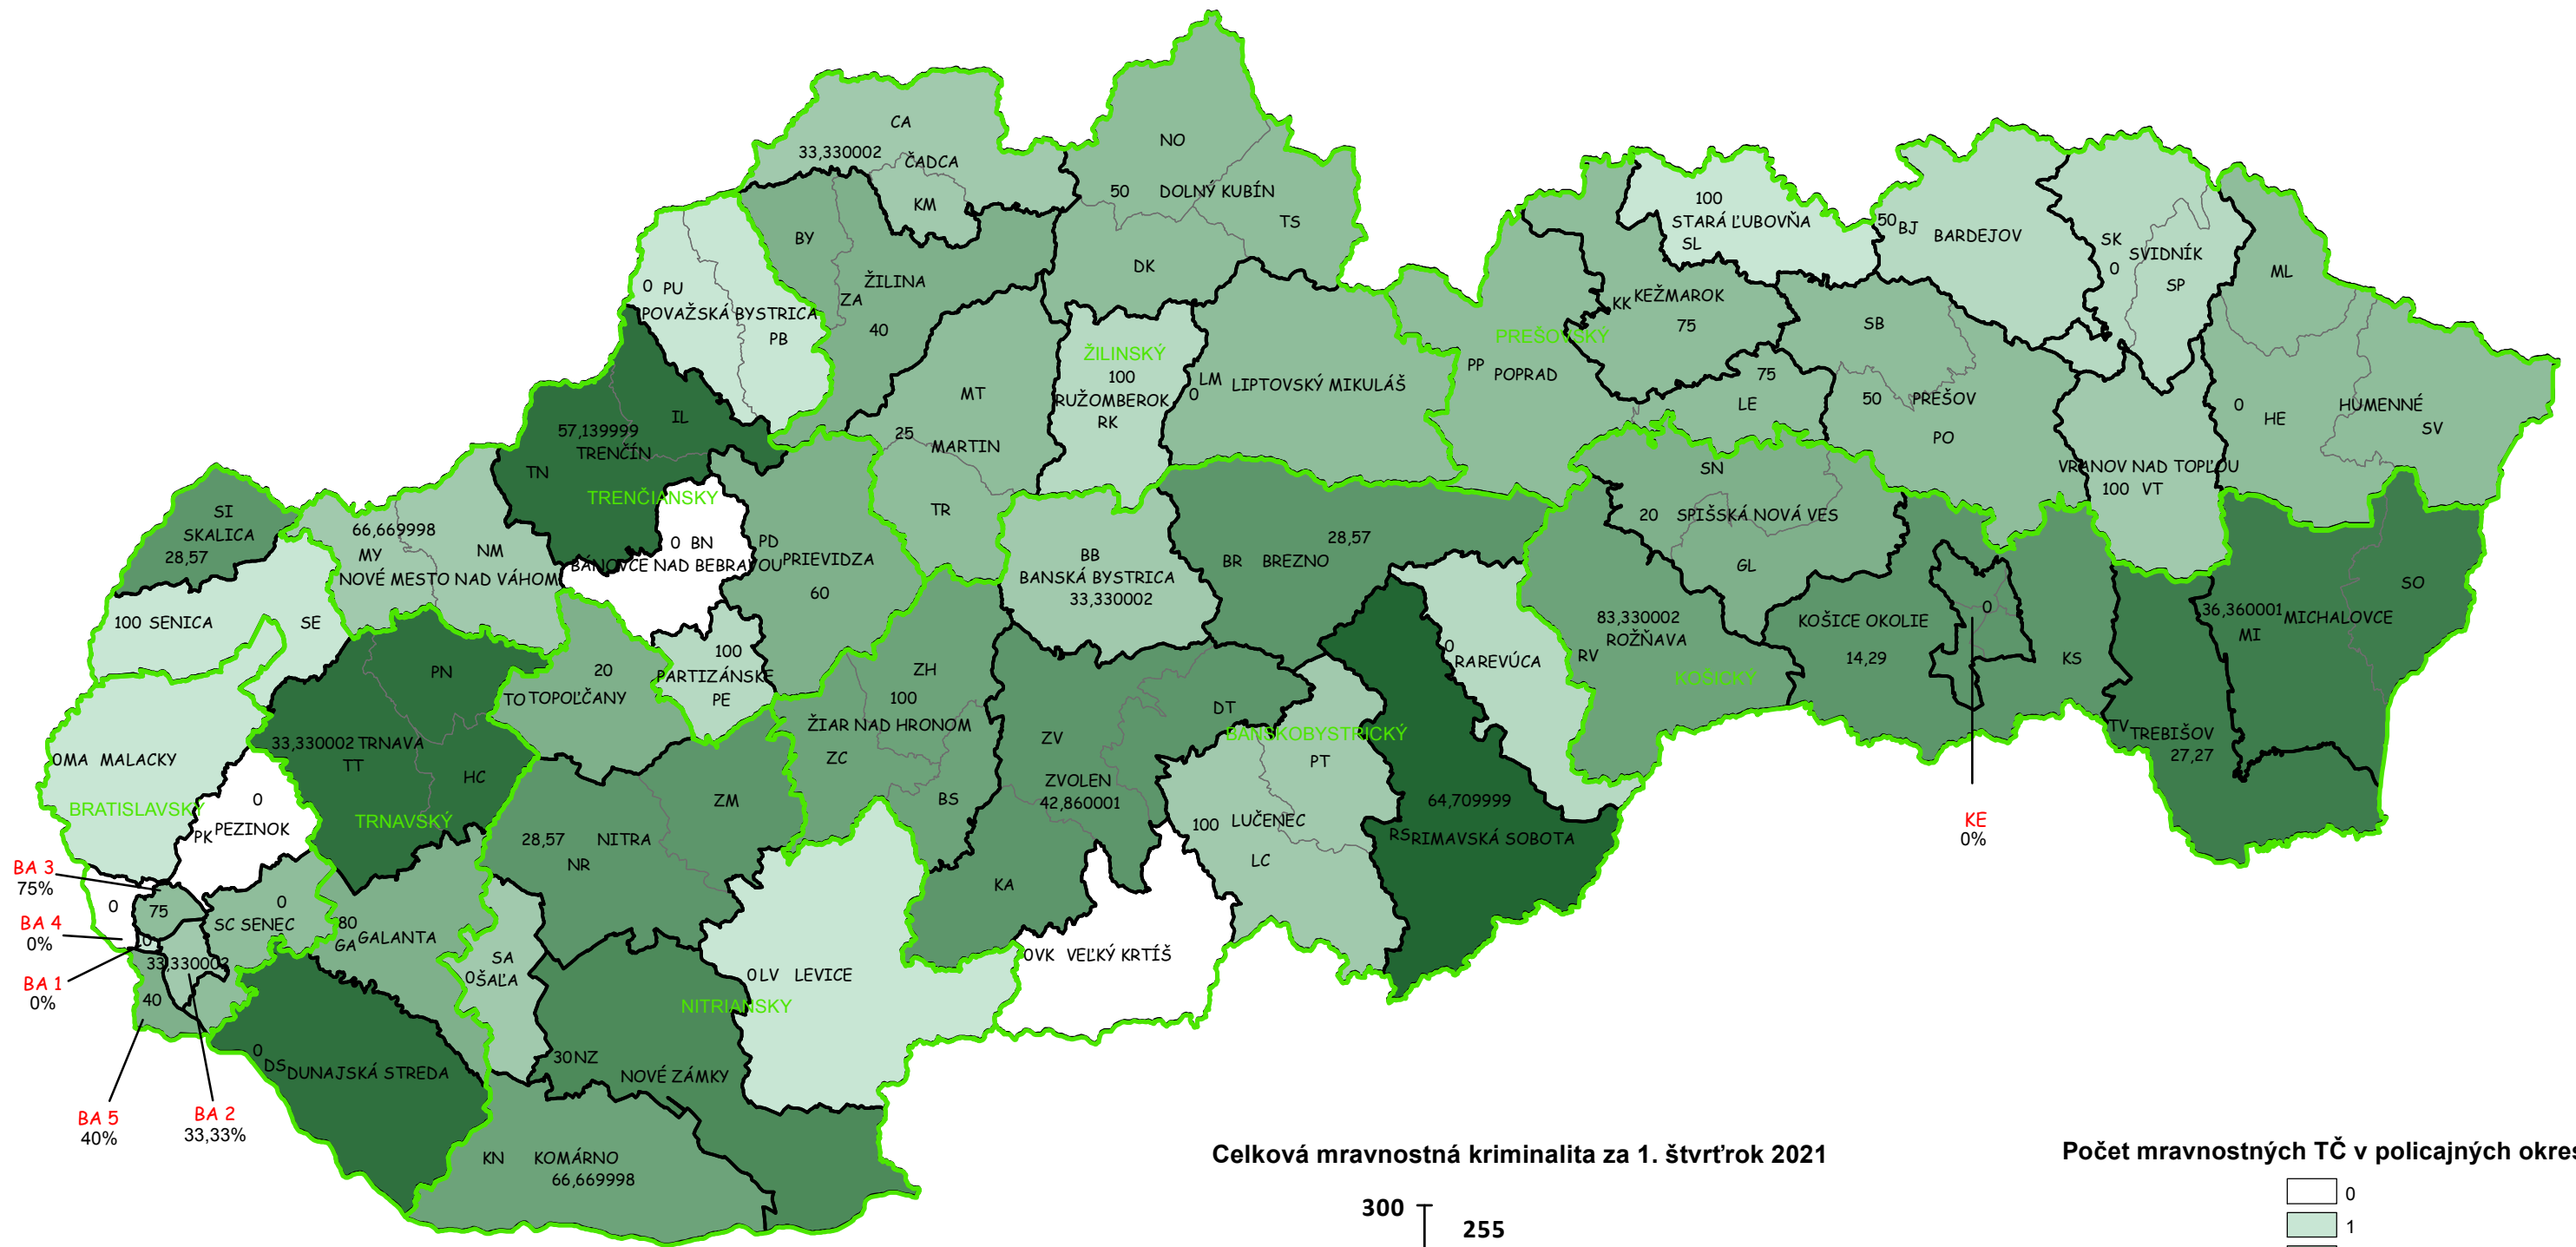 CA
33,330002
ČADCA
KM
NO
50 DOLNÝ KUBÍN
TS
DK
BY
ŽILINA
ZA
40
0 PU
POVAŽSKÁ BYSTRICA
PB
100
STARÁ ĽUBOVŇA
SL
50 BJ BARDEJOV
SK
SVIDNÍK
0
SP
ML
KK KEŽMAROK
75
PREŠOVSKÝ
PP POPRAD
SB
50 PREŠOV
PO
75
LE
0
HE
HUMENNÉ
SV
VRANOV NAD TOPĽOU
100 VT
ŽILINSKÝ
100
RUŽOMBEROK
RK
LM LIPTOVSKÝ MIKULÁŠ
0
MT
25
MARTIN
TR
IL
57,139999
TRENČÍN
TN
TRENČIANSKY
SI
SKALICA
28,57
66,669998
MY
NM
NOVÉ MESTO NAD VÁHOM
0 BN
BÁNOVCE NAD BEBRAVOU
PD
PRIEVIDZA
60
BB
BANSKÁ BYSTRICA
33,330002
28,57
BR BREZNO
SN
20 SPIŠSKÁ NOVÁ VES
GL
100 SENICA
SE
83,330002
ROŽŇAVA
RV
KOŠICKÝ
KOŠICE OKOLIE
14,29
0
KS
36,360001 MICHALOVCE
MI
SO
TV TREBIŠOV
27,27
KE
0%
0
RA REVÚCA
PN
33,330002 TRNAVA
TT
HC
TRNAVSKÝ
20
TO TOPOĽČANY
100
PARTIZÁNSKE
PE
ZH
100
ŽIAR NAD HRONOM
ZC
BS
DT
ZV
ZVOLEN
42,860001
KA
BANSKOBYSTRICKÝ
PT
100 LUČENEC
LC
64,709999
RS RIMAVSKÁ SOBOTA
0 MA MALACKY
BRATISLAVSKÝ
0
PK PEZINOK
BA 3
75%
BA 4
0%
BA 1
0%
0
75
0
33,330002
40
0
SC SENEC
80
GA GALANTA
28,57 NITRA
NR
ZM
SA
0 ŠAĽA
0 LV LEVICE
NITRIANSKY
0 VK VEĽKÝ KRTÍŠ
0
DS DUNAJSKÁ STREDA
30 NZ
NOVÉ ZÁMKY
BA 5
40%
BA 2
33,33%
KN KOMÁRNO
66,669998
Celková mravnostná kriminalita za 1. štvrťrok 2021
300
255
Počet mravnostných TČ v policajných okres
0
1